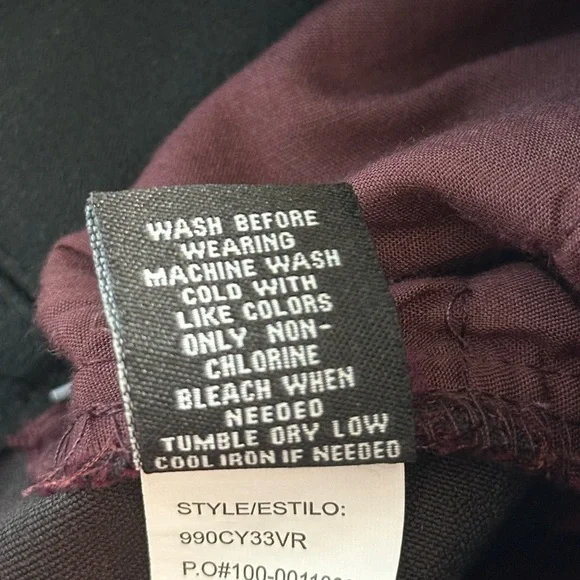 WASH BEFORE
WEARING
MACHINE WASH
COLD WITH
LIKE COLORS
ONLY NON-
CHLORINE
BLEACH WHEN
NEEDED
TUMBLE DRY LOW
COOL IRON IF NEEDED
STYLE/ESTILO:
990CY33VR